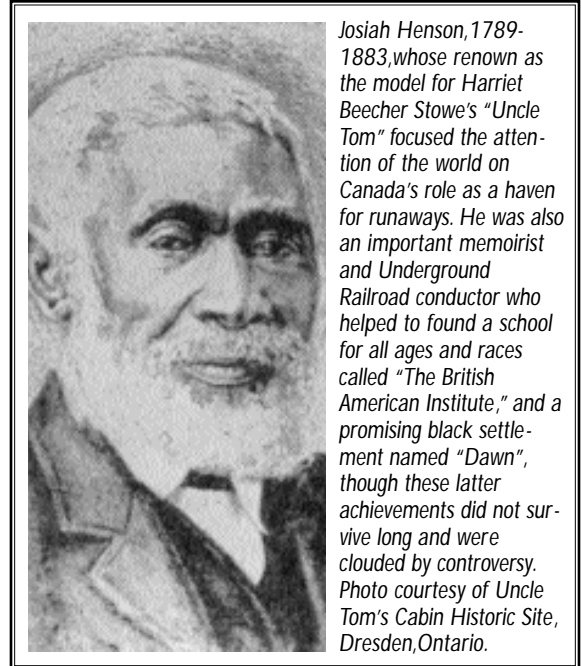 Josiah Henson,1789-
1883,whose renown as
the model for Harriet
Beecher Stowe's "Uncle
Tom" focused the atten-
tion of the world on
Canada's role as a haven
for runaways. He was also
an important memoirist
and Underground
Railroad conductor who
helped to found a school
for all ages and races
called "The British
American Institute," and a
promising black settle-
ment named "Dawn",
though these latter
achievements did not sur-
vive long and were
clouded by controversy.
Photo courtesy of Uncle
Tom's Cabin Historic Site,
Dresden,Ontario.